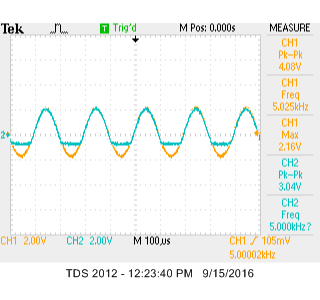 Tek Trig'd M Pos: 0.000s MEASURE
CH1
Pk-Pk
4.08V
CH1
Freq
5.025kHz
CH1
Max
2.16V
CH2
Pk-Pk
3.04V
CH2
Freq
5.000kHz?
2
CH1 2.00V CH2 2.00V M 100µs CH1 105mV
5.00002kHz
TDS 2012 - 12:23:40 PM 9/15/2016